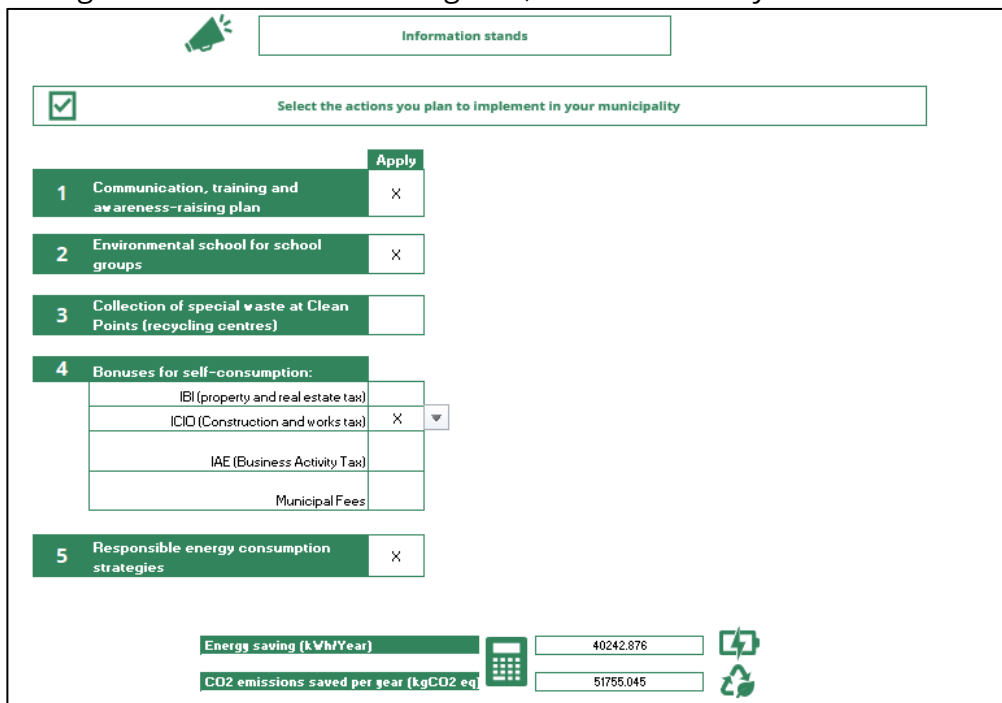 Information stands
Select the actions you plan to implement in your municipality
Apply
1 Communication, training and
awareness-raising plan X
2 Environmental school for school
groups X
3 Collection of special waste at Clean
Points (recycling centres)
4 Bonuses for self-consumption:
IBI (property and real estate tax)
ICIO (Construction and works tax) X
IAE (Business Activity Tax)
Municipal Fees
5 Responsible energy consumption
strategies X
Energy saving (kWh/Year) 40242.876
CO2 emissions saved per year (kgCO2 eq) 51755.045